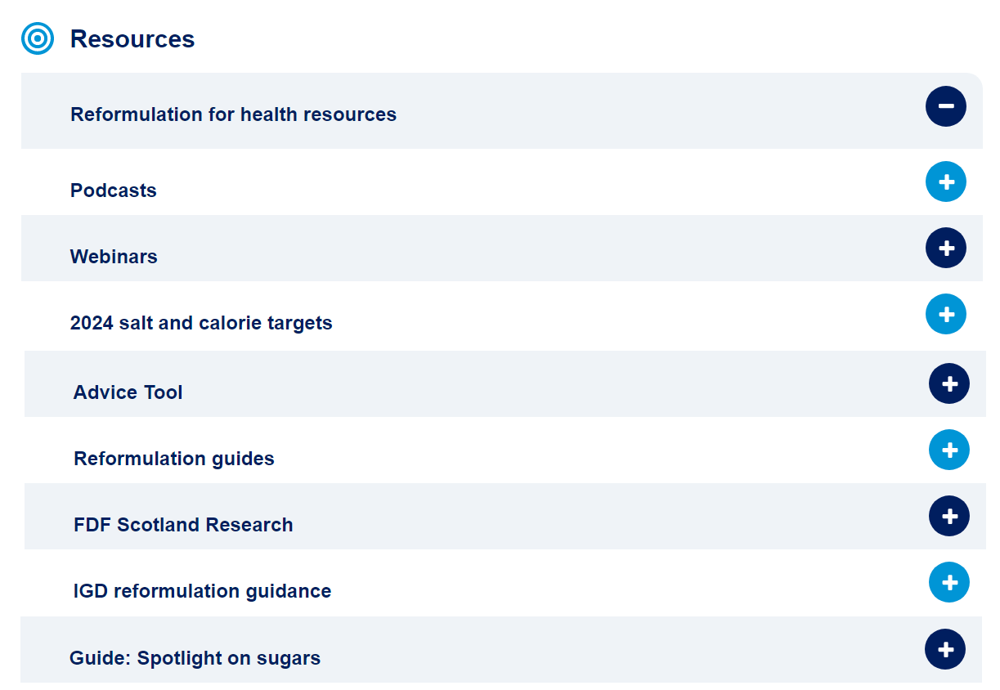 Resources
Reformulation for health resources
Podcasts
Webinars
2024 salt and calorie targets
Advice Tool
Reformulation guides
FDF Scotland Research
IGD reformulation guidance
Guide: Spotlight on sugars